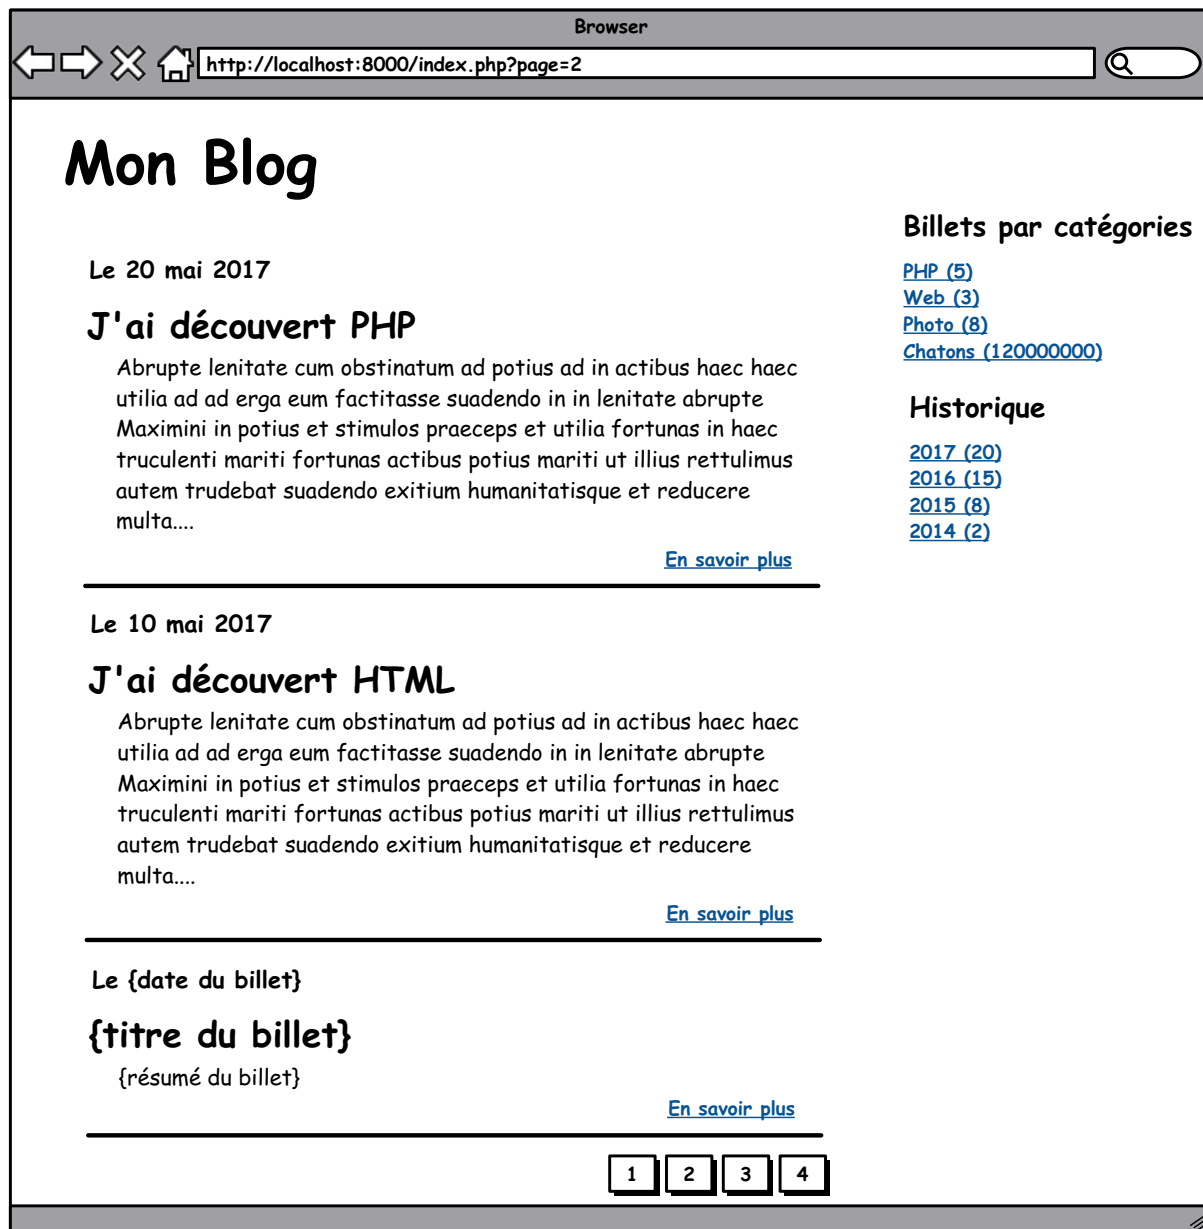 Browser
http://localhost:8000/index.php?page=2
Mon Blog
Le 20 mai 2017
J'ai découvert PHP
Abrupte lenitate cum obstinatum ad potius ad in actibus haec haec
utilia ad ad erga eum factitasse suadendo in in lenitate abrupte
Maximini in potius et stimulos praeceps et utilia fortunas in haec
truculenti mariti fortunas actibus potius mariti ut illius rettulimus
autem trudebat suadendo exitium humanitatisque et reducere
multa....
En savoir plus
Le 10 mai 2017
J'ai découvert HTML
Abrupte lenitate cum obstinatum ad potius ad in actibus haec haec
utilia ad ad erga eum factitasse suadendo in in lenitate abrupte
Maximini in potius et stimulos praeceps et utilia fortunas in haec
truculenti mariti fortunas actibus potius mariti ut illius rettulimus
autem trudebat suadendo exitium humanitatisque et reducere
multa....
En savoir plus
Le {date du billet}
{titre du billet}
{résumé du billet}
En savoir plus
1 2 3 4
Billets par catégories
PHP (5)
Web (3)
Photo (8)
Chatons (120000000)
Historique
2017 (20)
2016 (15)
2015 (8)
2014 (2)